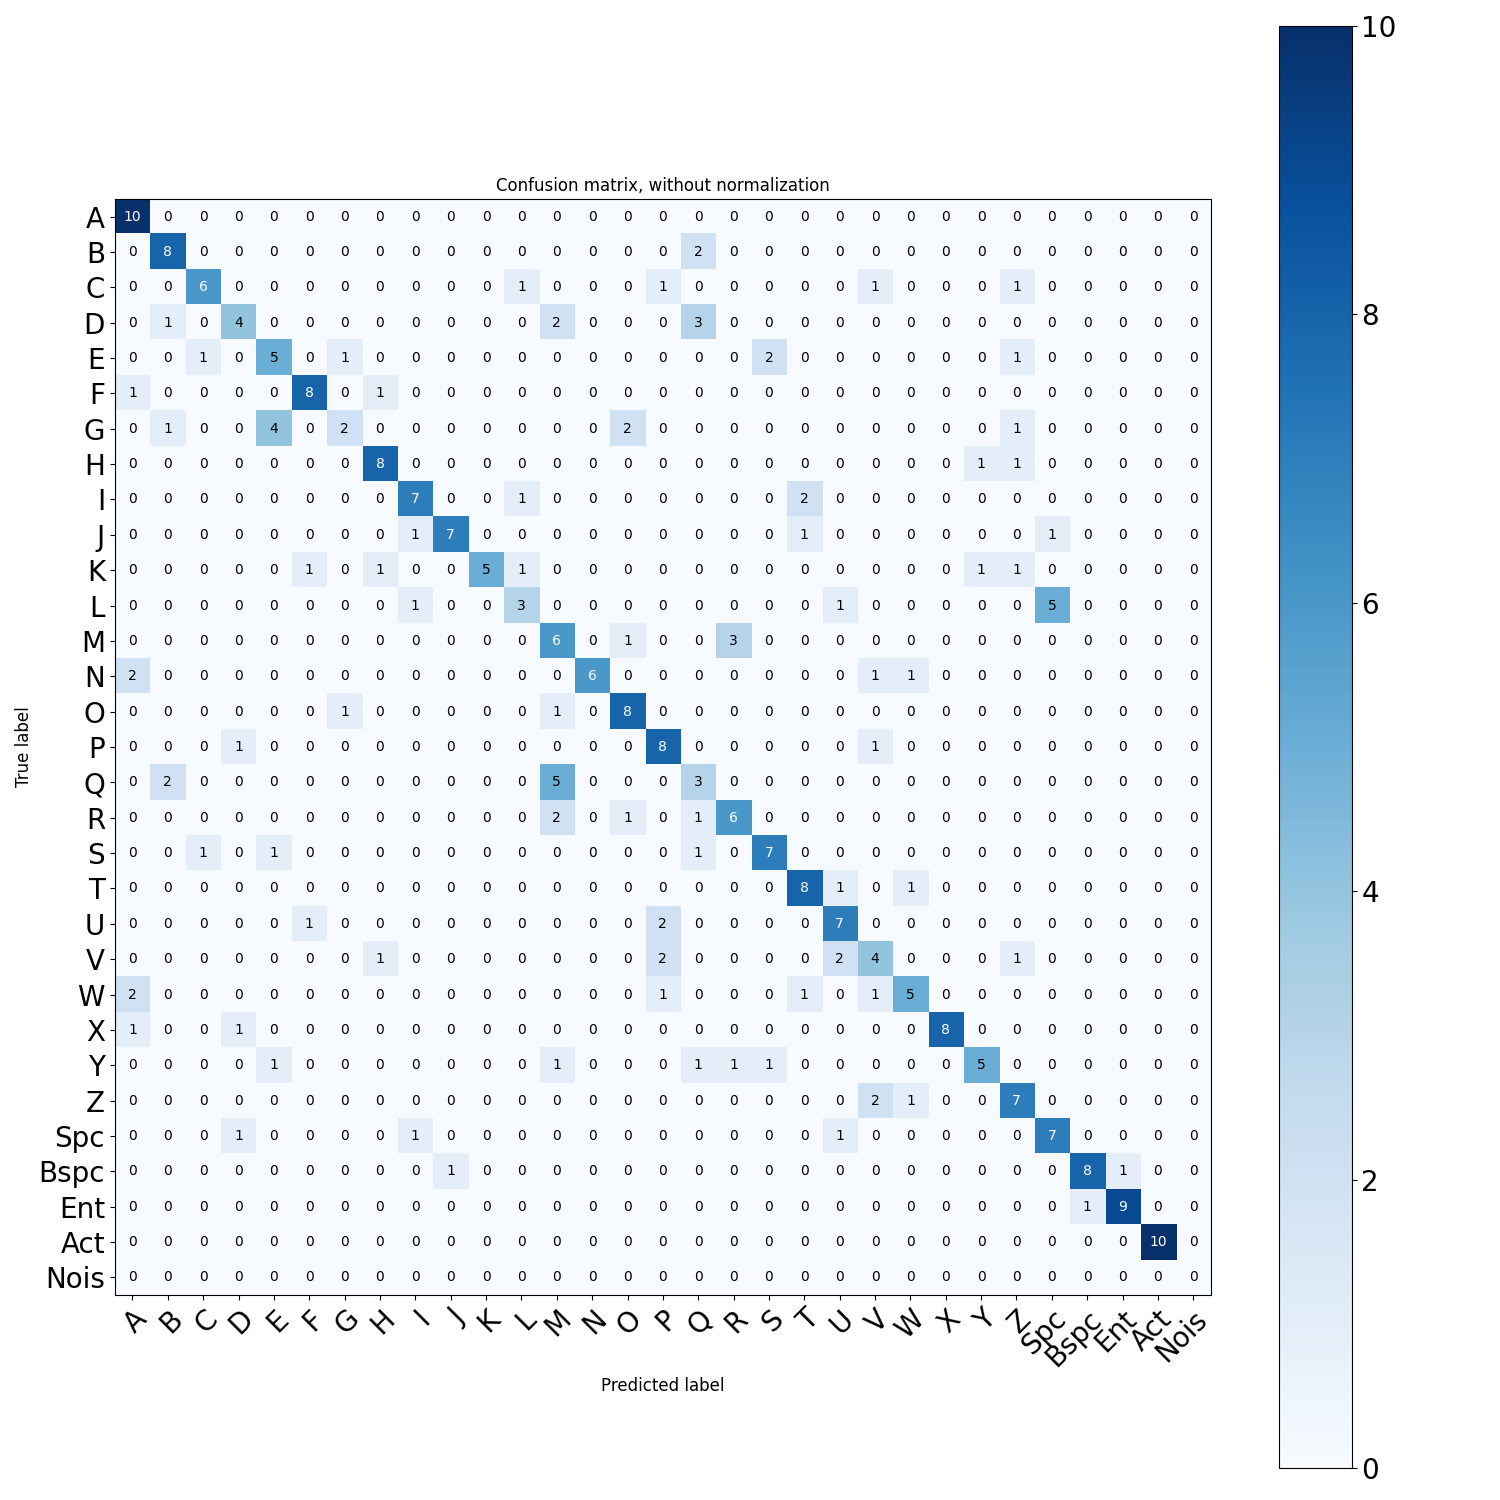 Confusion matrix, without normalization
A 10 0 0 0 0 0 0 0 0 0 0 0 0 0 0 0 0 0 0 0 0 0 0 0 0 0 0 0 0 0 0
B 0 8 0 0 0 0 0 0 0 0 0 0 0 0 0 0 2 0 0 0 0 0 0 0 0 0 0 0 0 0 0
C 0 0 6 0 0 0 0 0 0 0 0 1 0 0 0 1 0 0 0 0 0 1 0 0 0 1 0 0 0 0 0
D 0 1 0 4 0 0 0 0 0 0 0 0 2 0 0 0 3 0 0 0 0 0 0 0 0 0 0 0 0 0 0
E 0 0 1 0 5 0 1 0 0 0 0 0 0 0 0 0 0 0 2 0 0 0 0 0 0 1 0 0 0 0 0
F 1 0 0 0 0 8 0 1 0 0 0 0 0 0 0 0 0 0 0 0 0 0 0 0 0 0 0 0 0 0 0
G 0 1 0 0 4 0 2 0 0 0 0 0 0 0 2 0 0 0 0 0 0 0 0 0 0 1 0 0 0 0 0
H 0 0 0 0 0 0 0 8 0 0 0 0 0 0 0 0 0 0 0 0 0 0 0 0 1 1 0 0 0 0 0
I 0 0 0 0 0 0 0 0 7 0 0 1 0 0 0 0 0 0 0 2 0 0 0 0 0 0 0 0 0 0 0
J 0 0 0 0 0 0 0 0 1 7 0 0 0 0 0 0 0 0 0 1 0 0 0 0 0 0 1 0 0 0 0
K 0 0 0 0 0 1 0 1 0 0 5 1 0 0 0 0 0 0 0 0 0 0 0 0 1 1 0 0 0 0 0
L 0 0 0 0 0 0 0 0 1 0 0 3 0 0 0 0 0 0 0 0 1 0 0 0 0 0 5 0 0 0 0
M 0 0 0 0 0 0 0 0 0 0 0 0 6 0 1 0 0 3 0 0 0 0 0 0 0 0 0 0 0 0 0
N 2 0 0 0 0 0 0 0 0 0 0 0 0 6 0 0 0 0 0 0 0 1 1 0 0 0 0 0 0 0 0
O 0 0 0 0 0 0 1 0 0 0 0 0 1 0 8 0 0 0 0 0 0 0 0 0 0 0 0 0 0 0 0
P 0 0 0 1 0 0 0 0 0 0 0 0 0 0 0 8 0 0 0 0 0 1 0 0 0 0 0 0 0 0 0
Q 0 2 0 0 0 0 0 0 0 0 0 0 5 0 0 0 3 0 0 0 0 0 0 0 0 0 0 0 0 0 0
R 0 0 0 0 0 0 0 0 0 0 0 0 2 0 1 0 1 6 0 0 0 0 0 0 0 0 0 0 0 0 0
S 0 0 1 0 1 0 0 0 0 0 0 0 0 0 0 0 1 0 7 0 0 0 0 0 0 0 0 0 0 0 0
T 0 0 0 0 0 0 0 0 0 0 0 0 0 0 0 0 0 0 0 8 1 0 1 0 0 0 0 0 0 0 0
U 0 0 0 0 0 1 0 0 0 0 0 0 0 0 0 2 0 0 0 0 7 0 0 0 0 0 0 0 0 0 0
V 0 0 0 0 0 0 0 1 0 0 0 0 0 0 0 2 0 0 0 0 2 4 0 0 0 1 0 0 0 0 0
W 2 0 0 0 0 0 0 0 0 0 0 0 0 0 0 1 0 0 0 1 0 1 5 0 0 0 0 0 0 0 0
X 1 0 0 1 0 0 0 0 0 0 0 0 0 0 0 0 0 0 0 0 0 0 0 8 0 0 0 0 0 0 0
Y 0 0 0 0 1 0 0 0 0 0 0 0 1 0 0 0 1 1 1 0 0 0 0 0 5 0 0 0 0 0 0
Z 0 0 0 0 0 0 0 0 0 0 0 0 0 0 0 0 0 0 0 0 0 2 1 0 0 7 0 0 0 0 0
Spc 0 0 0 1 0 0 0 0 1 0 0 0 0 0 0 0 0 0 0 0 1 0 0 0 0 0 7 0 0 0 0
Bspc 0 0 0 0 0 0 0 0 0 1 0 0 0 0 0 0 0 0 0 0 0 0 0 0 0 0 0 8 1 0 0
Ent 0 0 0 0 0 0 0 0 0 0 0 0 0 0 0 0 0 0 0 0 0 0 0 0 0 0 0 1 9 0 0
Act 0 0 0 0 0 0 0 0 0 0 0 0 0 0 0 0 0 0 0 0 0 0 0 0 0 0 0 0 0 10 0
Nois 0 0 0 0 0 0 0 0 0 0 0 0 0 0 0 0 0 0 0 0 0 0 0 0 0 0 0 0 0 0 0
A B C D E F G H I J K L M N O P Q R S T U V W X Y Z Spc Bspc Ent Act Nois
Predicted label
True label
10
8
6
4
2
0